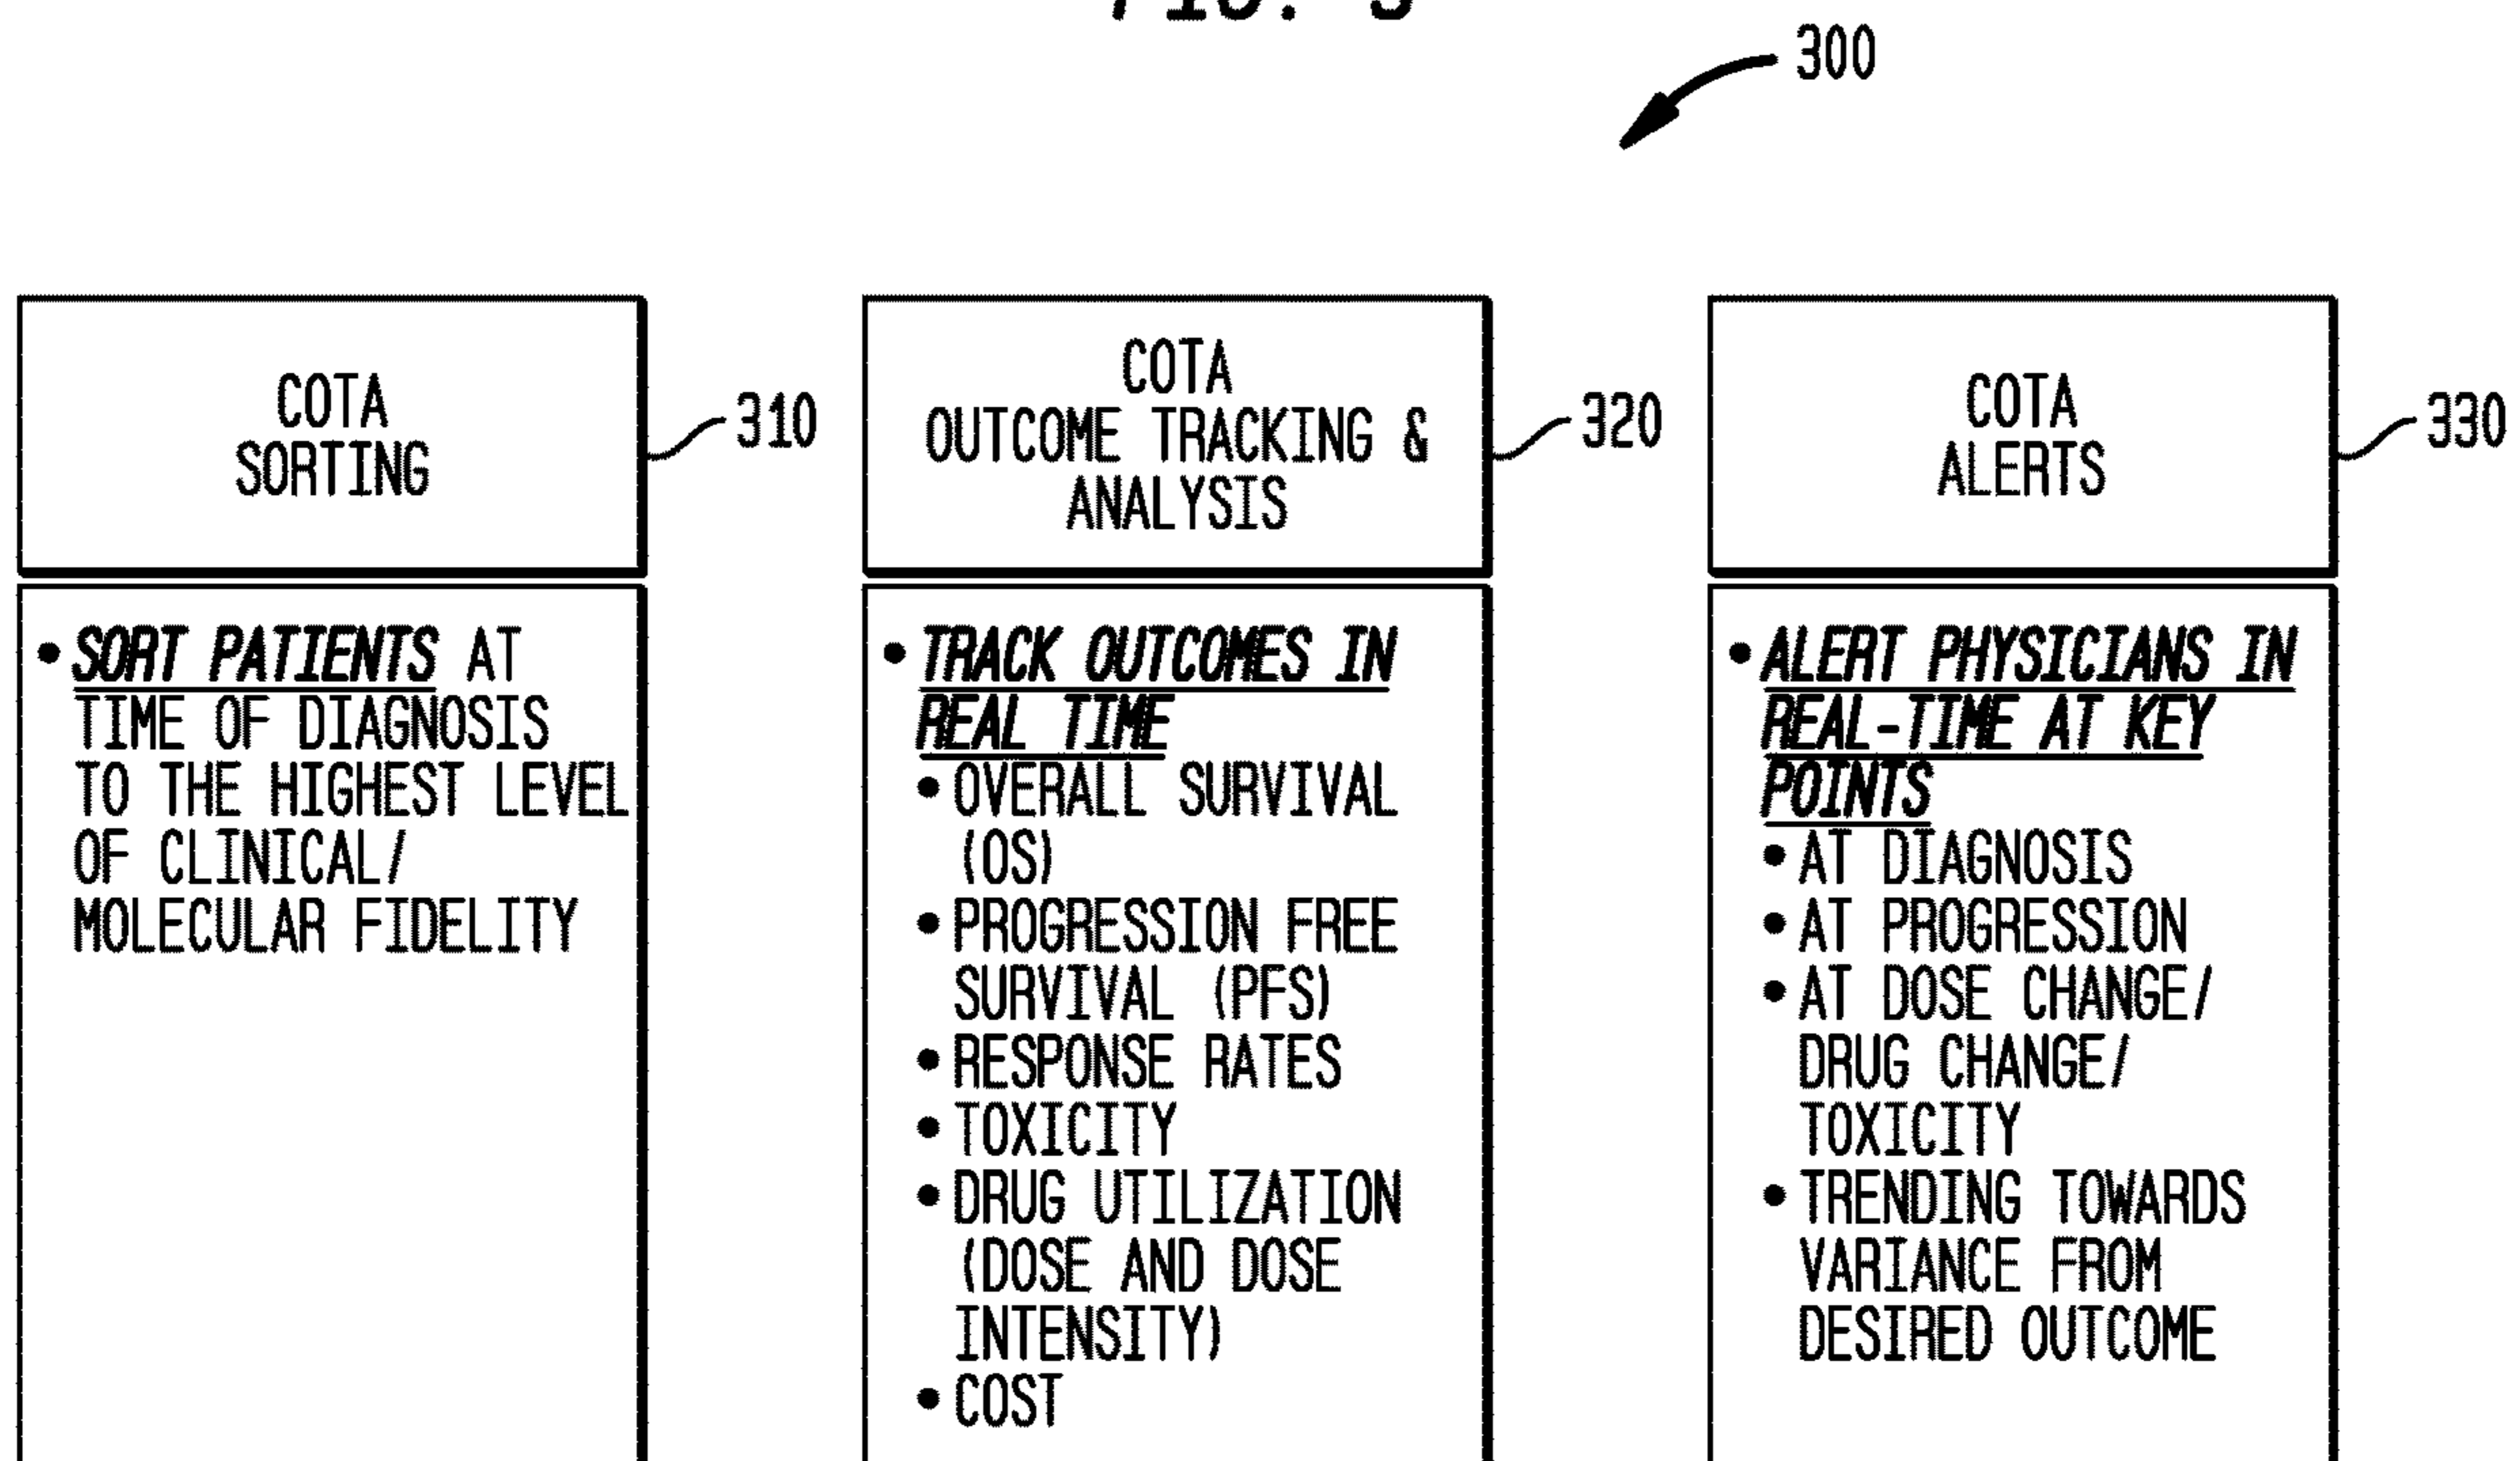 FIG. 3
300
COTA
SORTING
310
• SORT PATIENTS AT
TIME OF DIAGNOSIS
TO THE HIGHEST LEVEL
OF CLINICAL/
MOLECULAR FIDELITY
COTA
OUTCOME TRACKING &
ANALYSIS
320
• TRACK OUTCOMES IN
REAL TIME
• OVERALL SURVIVAL
(OS)
• PROGRESSION FREE
SURVIVAL (PFS)
• RESPONSE RATES
• TOXICITY
• DRUG UTILIZATION
(DOSE AND DOSE
INTENSITY)
• COST
COTA
ALERTS
330
• ALERT PHYSICIANS IN
REAL-TIME AT KEY
POINTS
• AT DIAGNOSIS
• AT PROGRESSION
• AT DOSE CHANGE/
DRUG CHANGE/
TOXICITY
• TRENDING TOWARDS
VARIANCE FROM
DESIRED OUTCOME